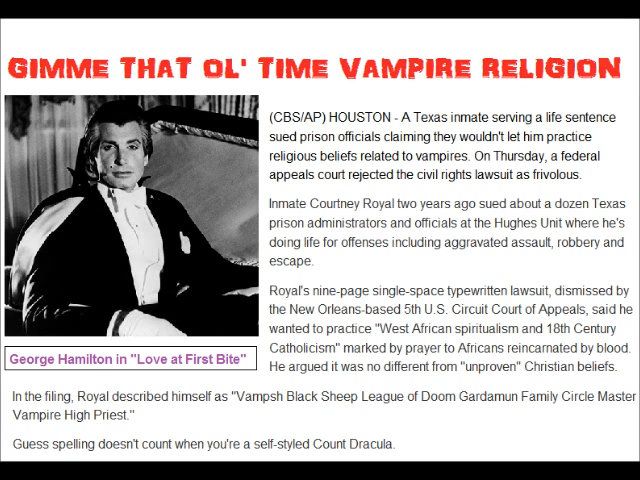 GIMME THAT OL' TIME VAMPIRE RELIGION
(CBS/AP) HOUSTON - A Texas inmate serving a life sentence
sued prison officials claiming they wouldn't let him practice
religious beliefs related to vampires. On Thursday, a federal
appeals court rejected the civil rights lawsuit as frivolous.
Inmate Courtney Royal two years ago sued about a dozen Texas
prison administrators and officials at the Hughes Unit where he's
doing life for offenses including aggravated assault, robbery and
escape.
Royal's nine-page single-space typewritten lawsuit, dismissed by
the New Orleans-based 5th U.S. Circuit Court of Appeals, said he
wanted to practice "West African spiritualism and 18th Century
Catholicism" marked by prayer to Africans reincarnated by blood.
He argued it was no different from "unproven" Christian beliefs.
George Hamilton in "Love at First Bite"
In the filing, Royal described himself as "Vampsh Black Sheep League of Doom Gardamun Family Circle Master
Vampire High Priest."
Guess spelling doesn't count when you're a self-styled Count Dracula.